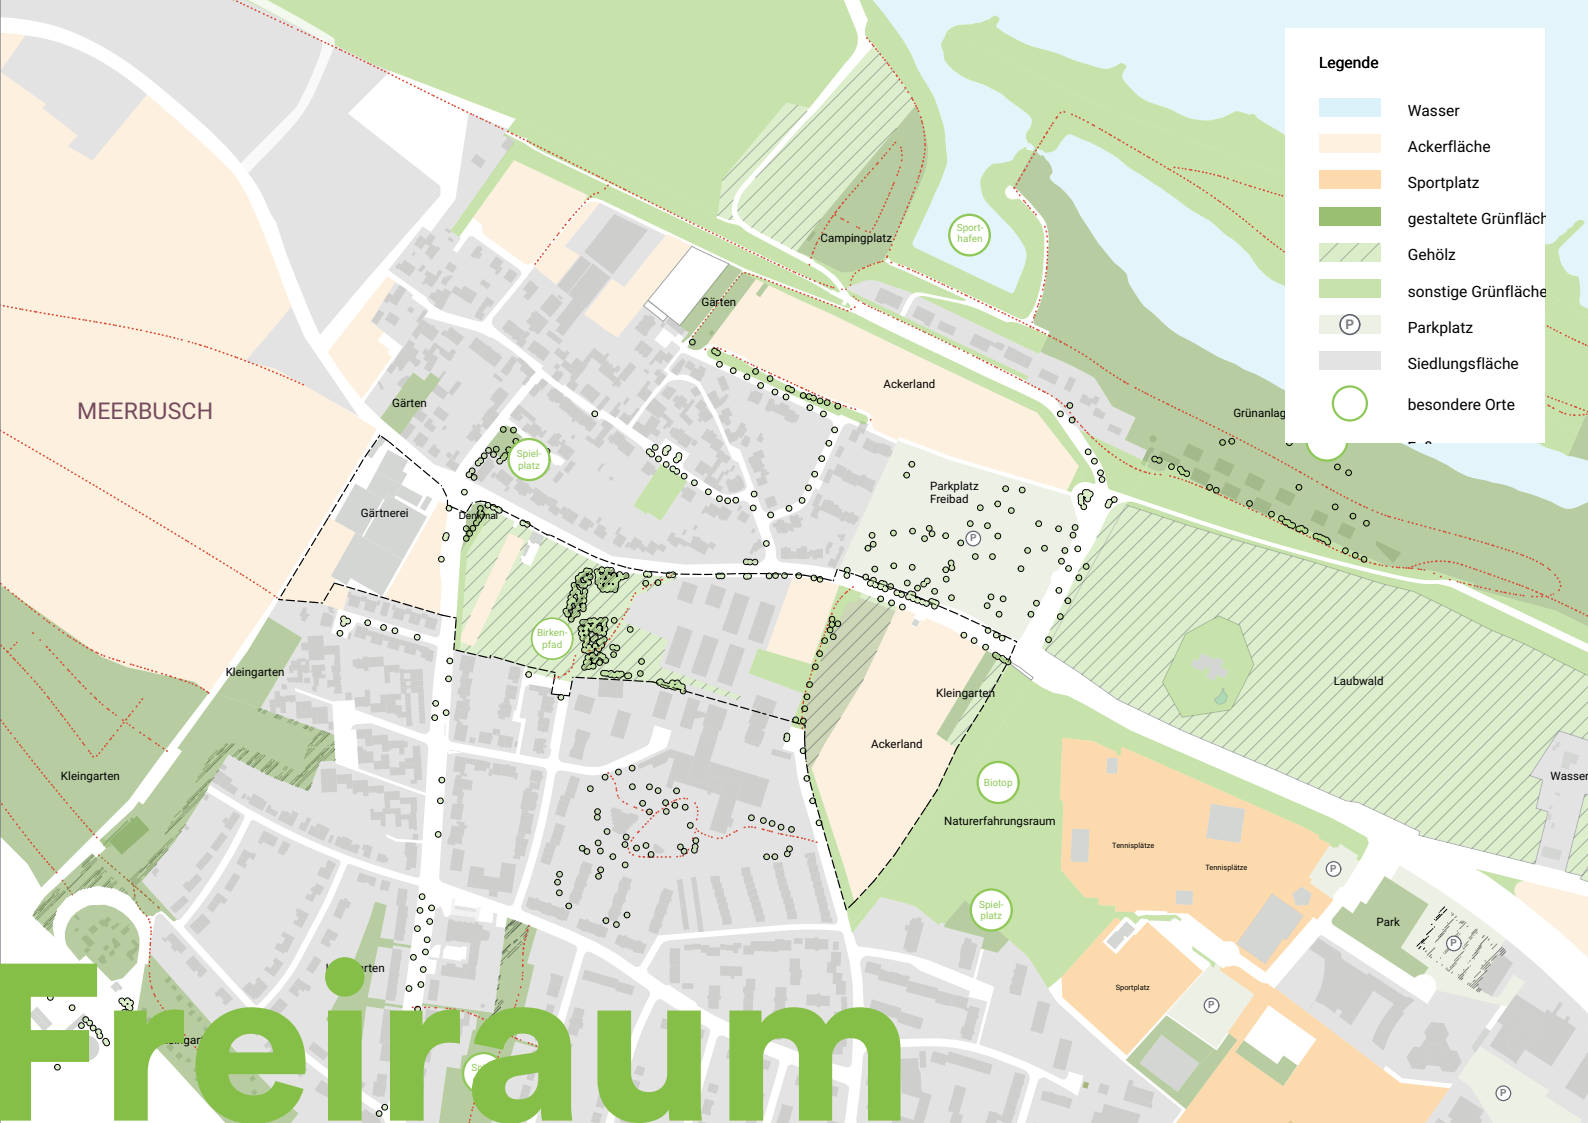 Legende
Wasser
Ackerfläche
Sportplatz
gestaltete Grünfläch
Gehölz
sonstige Grünfläche
P
Parkplatz
Siedlungsfläche
besondere Orte
Campingplatz
Sport-
hafen
Gärten
Ackerland
MEERBUSCH
Gärten
Grünanlag
Spiel-
platz
Parkplatz
Freibad
P
Gärtnerei
Denkmal
Birken-
pfad
Kleingarten
Kleingarten
Laubwald
Ackerland
Kleingarten
Biotop
Wasser
Naturerfahrungsraum
Tennisplätze
Tennisplätze
P
Spiel-
platz
Park
P
Sportplatz
P
P
Freiraum